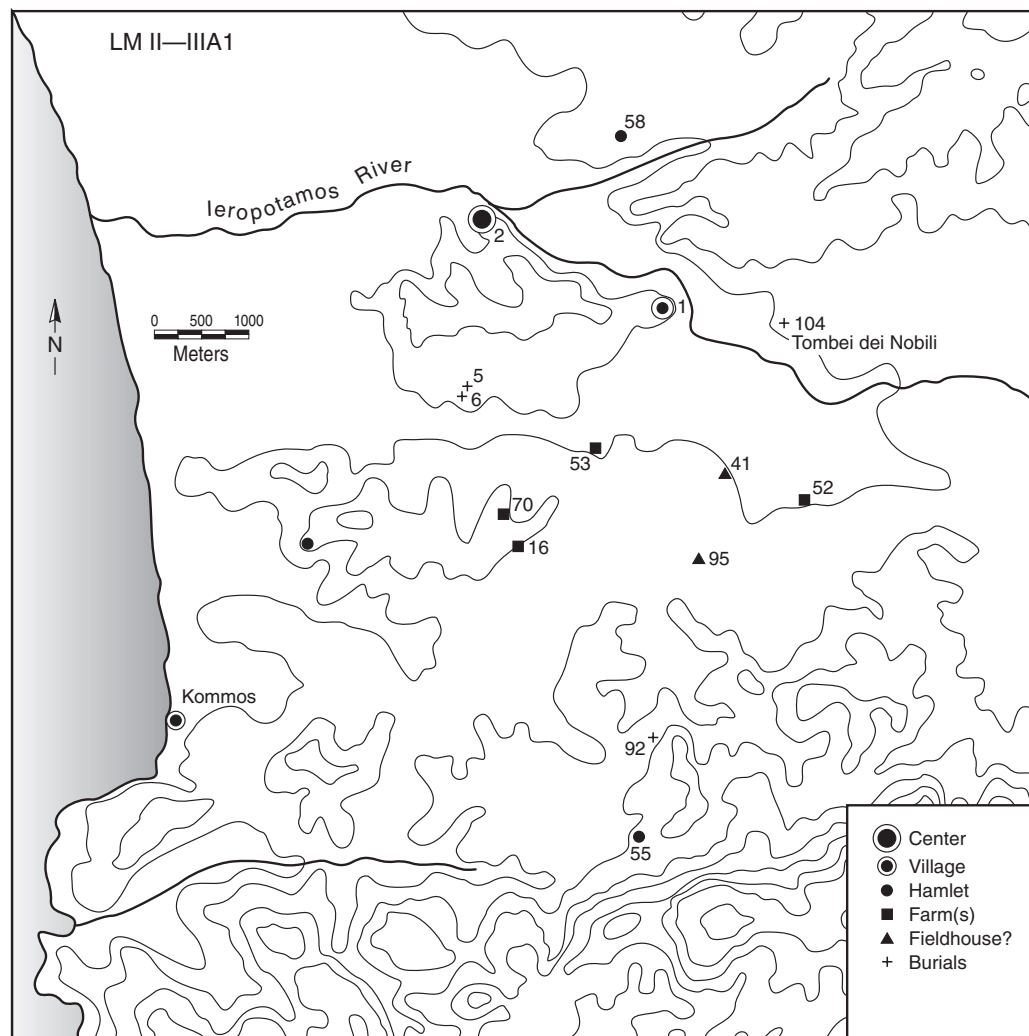 LM II—IIIA1
58
Ieropotamos River
2
1
104
Tombei dei Nobili
0 500 1000
Meters
N
5
6
53
41
52
70
16
95
Kommos
92
55
Center
Village
Hamlet
Farm(s)
Fieldhouse?
Burials